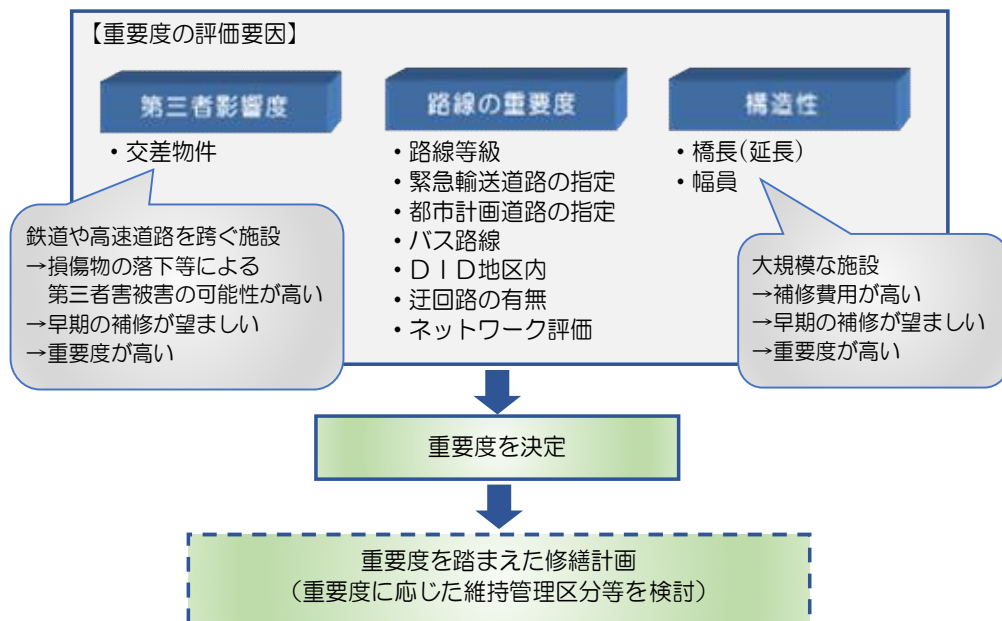 【重要度の評価要因】
第三者影響度
・交差物件
鉄道や高速道路を跨ぐ施設
→損傷物の落下等による
第三者害被害の可能性が高い
→早期の補修が望ましい
→重要度が高い
路線の重要度
・路線等級
・緊急輸送道路の指定
・都市計画道路の指定
・バス路線
・ＤＩＤ地区内
・迂回路の有無
・ネットワーク評価
構造性
・橋長(延長)
・幅員
大規模な施設
→補修費用が高い
→早期の補修が望ましい
→重要度が高い
重要度を決定
重要度を踏まえた修繕計画
（重要度に応じた維持管理区分等を検討）